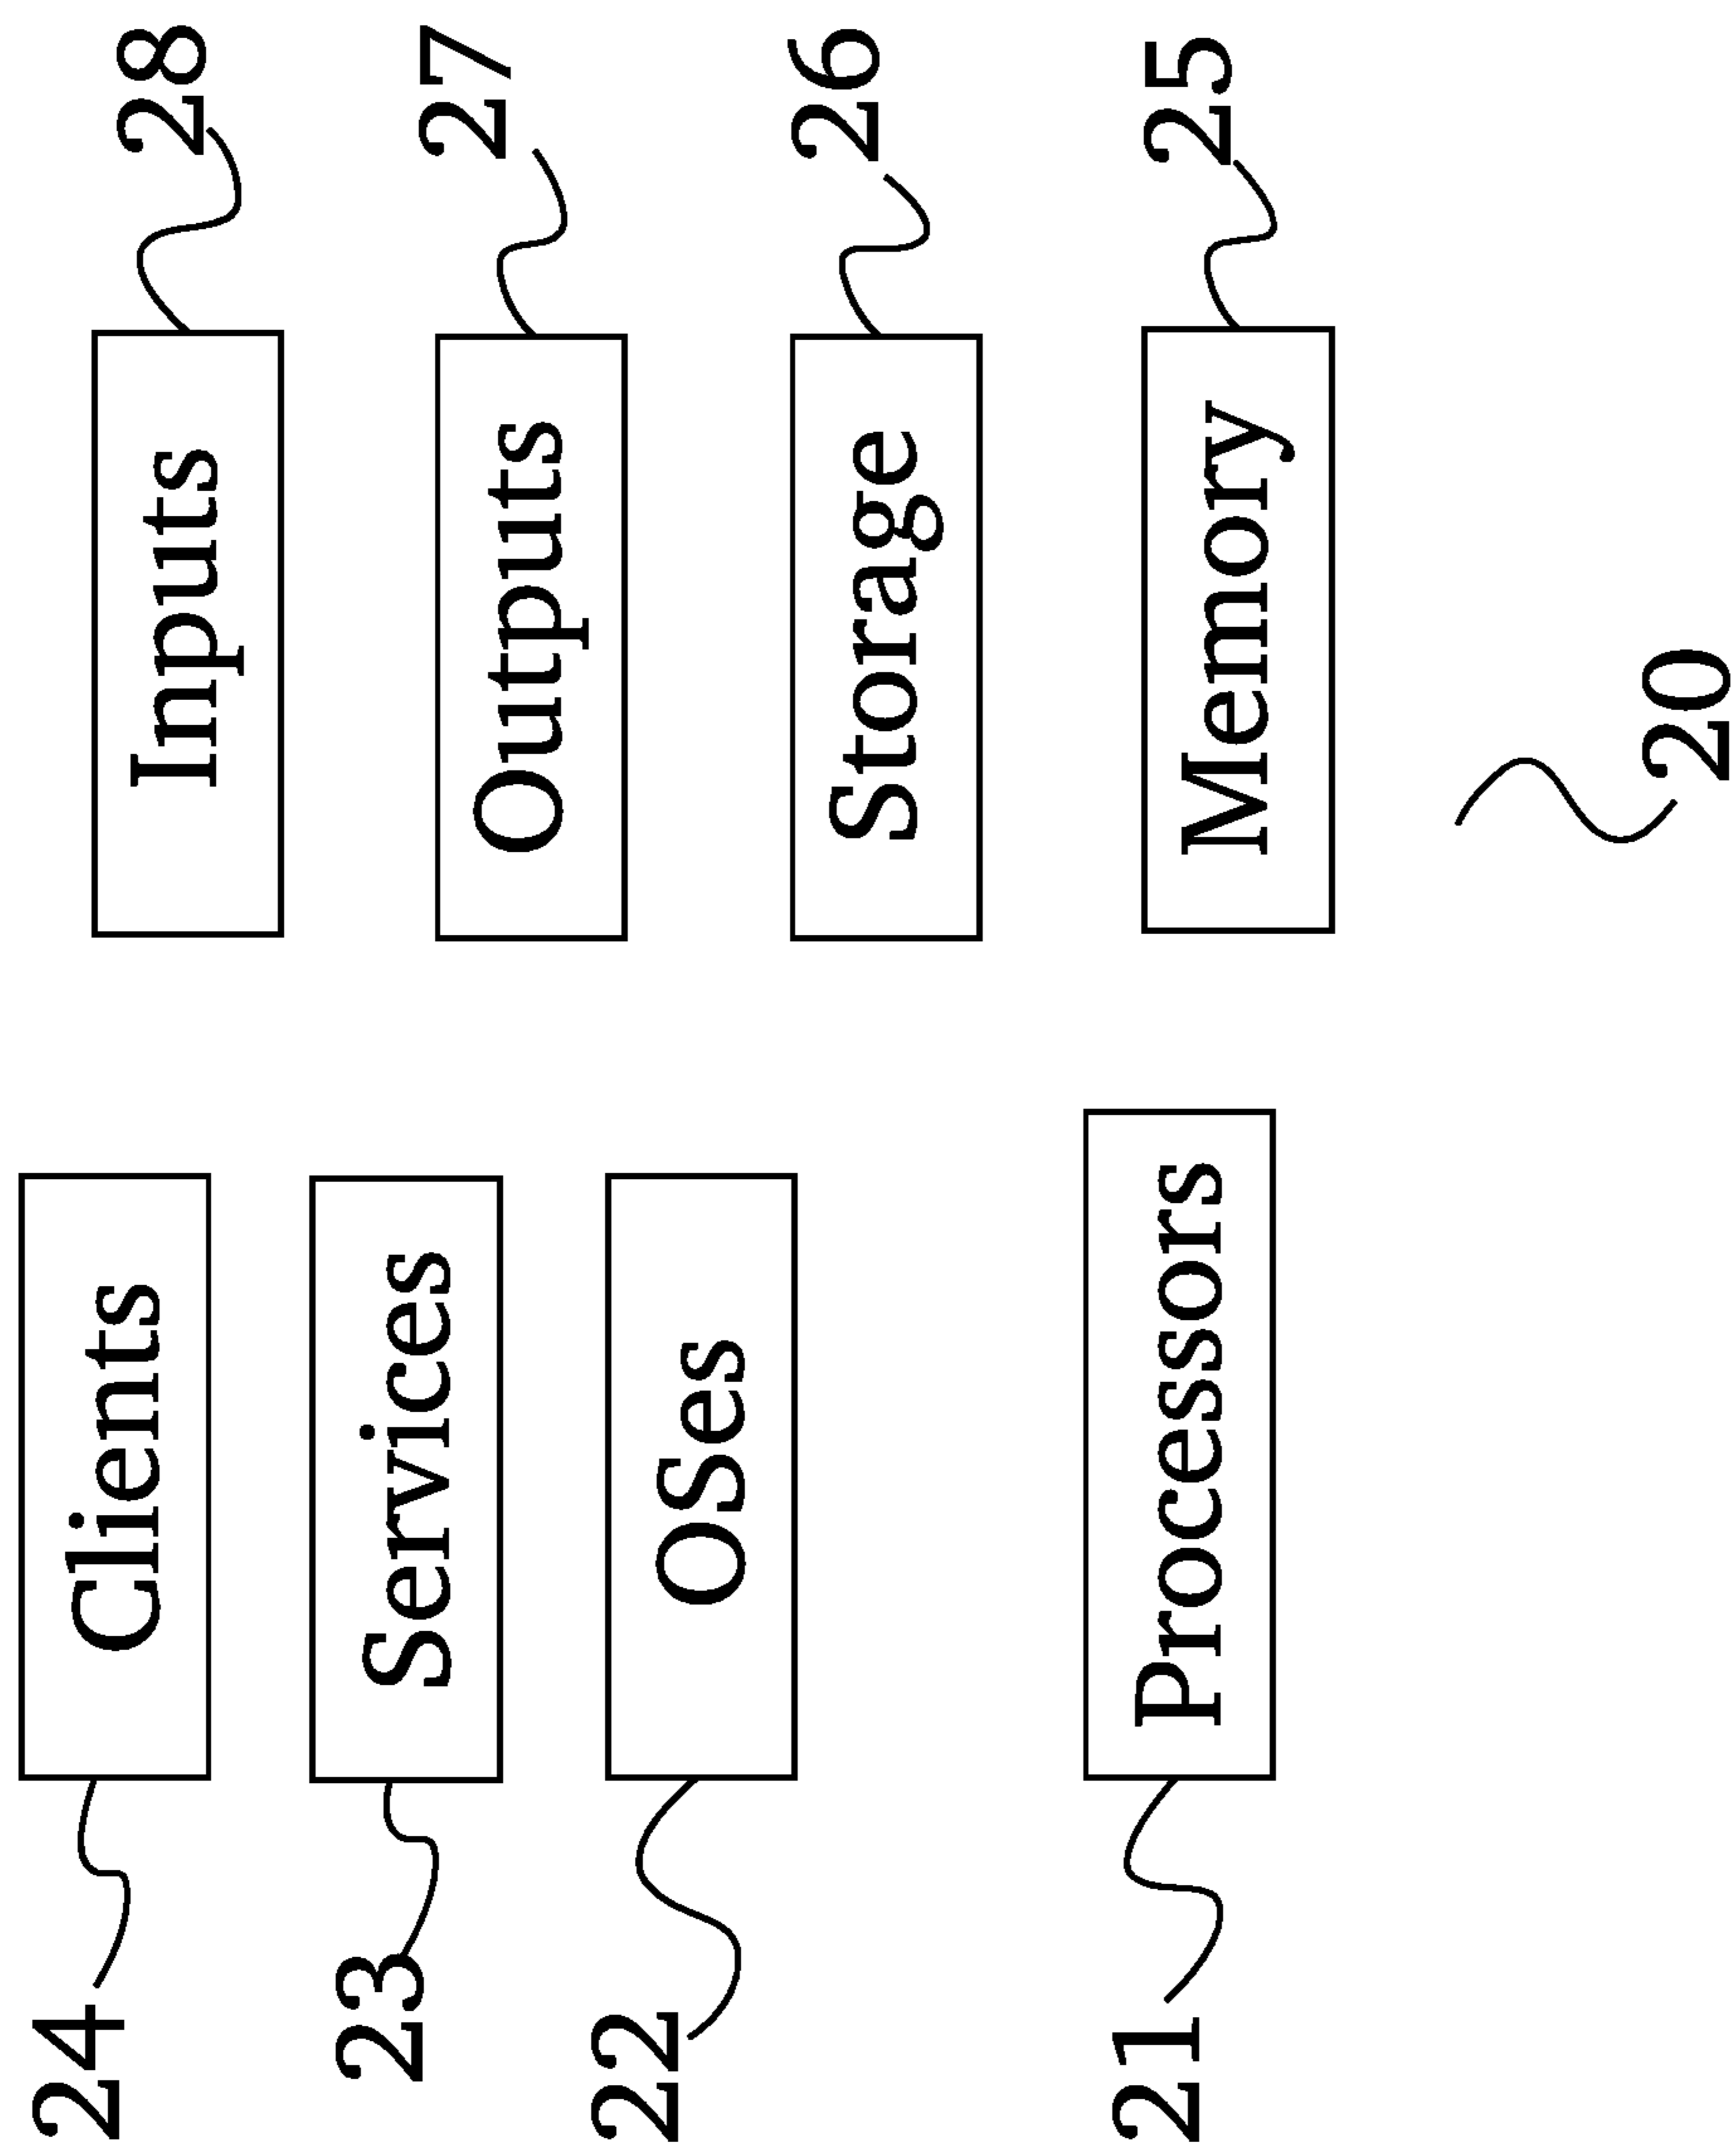 24 Clients Inputs 28
23 Services Outputs 27
22 OSes Storage 26
21 Processors Memory 25
20